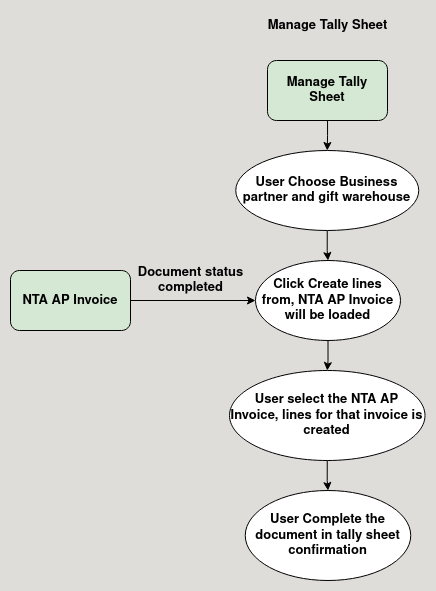 Manage Tally Sheet
Manage Tally
Sheet
User Choose Business
partner and gift warehouse
Document status
completed
NTA AP Invoice
Click Create lines
from, NTA AP Invoice
will be loaded
User select the NTA AP
Invoice, lines for that invoice is
created
User Complete the
document in tally sheet
confirmation